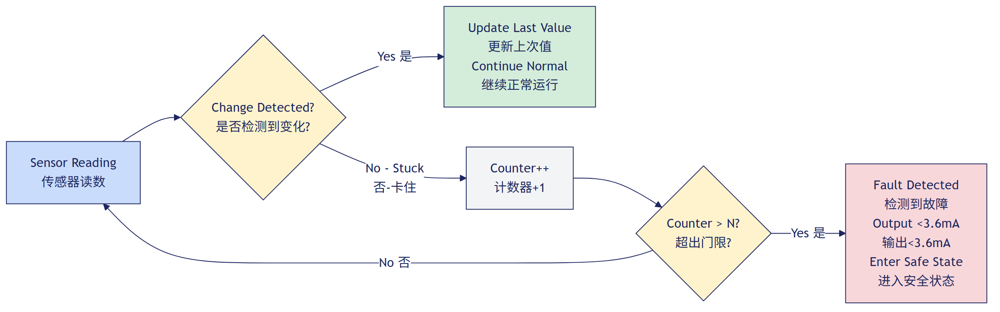 Sensor Reading
传感器读数
Change Detected?
是否检测到变化?
Yes 是
Update Last Value
更新上次值
Continue Normal
继续正常运行
No - Stuck
否-卡住
Counter++
计数器+1
Counter > N?
超出门限?
No 否
Yes 是
Fault Detected
检测到故障
Output <3.6mA
输出<3.6mA
Enter Safe State
进入安全状态